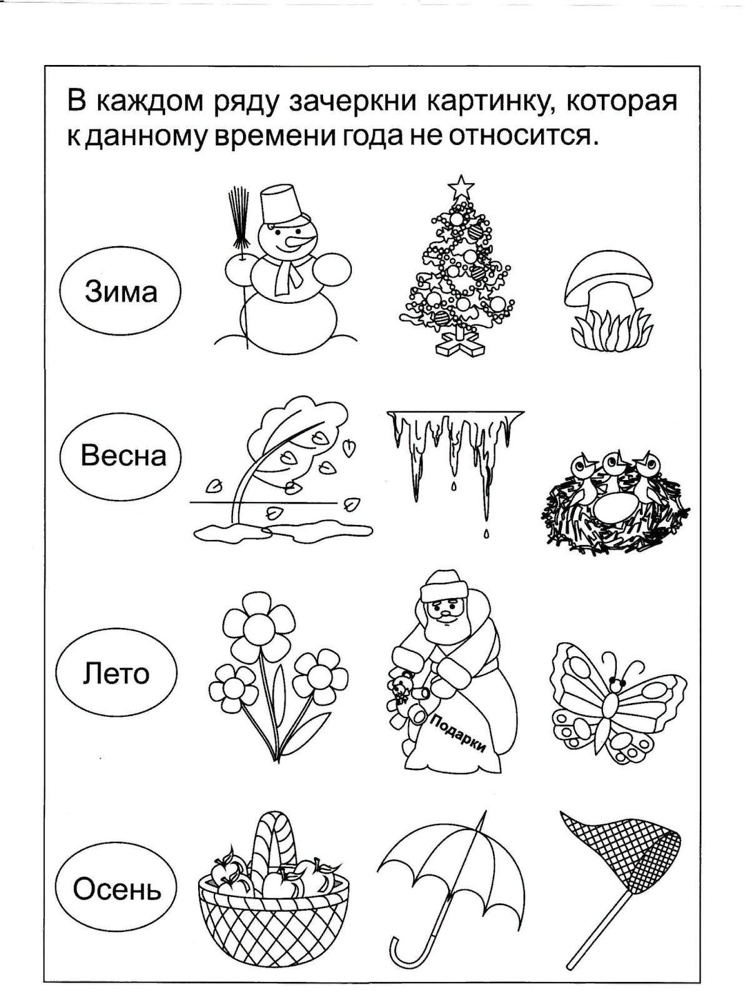 В каждом ряду зачеркни картинку, которая
к данному времени года не относится.
Зима
Весна
Лето
Подарки
Осень